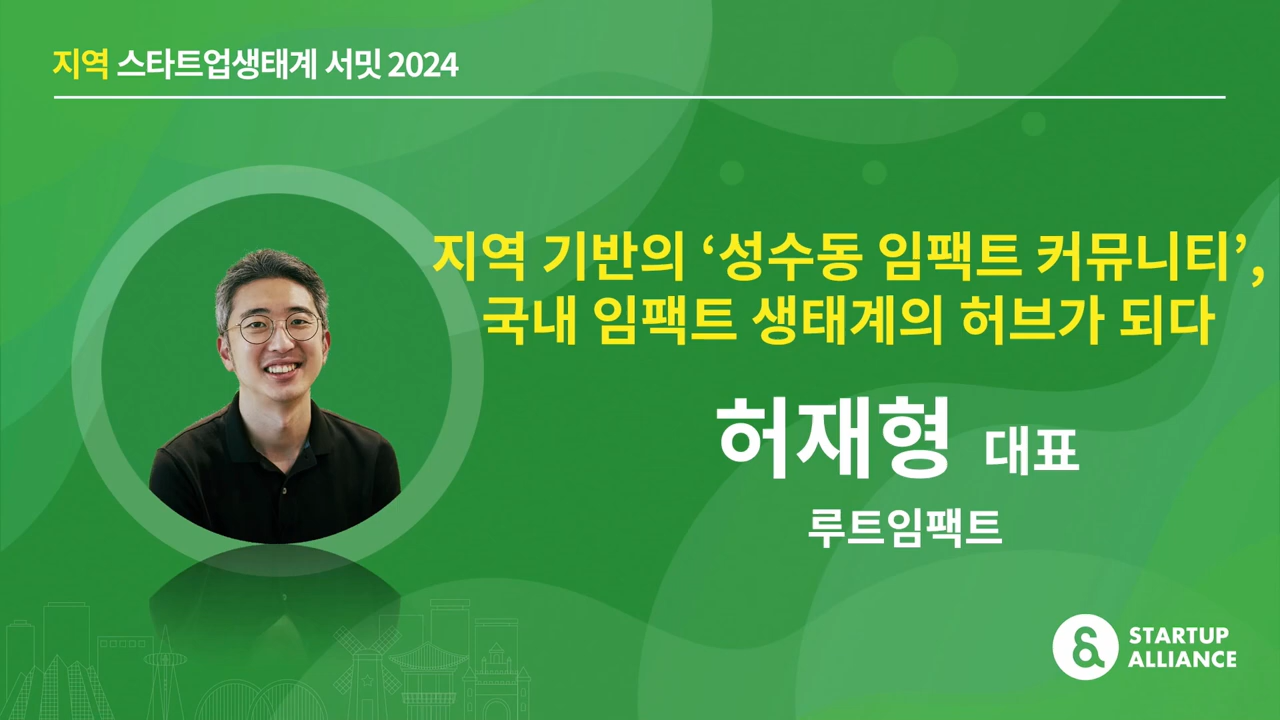 지역 스타트업생태계 서밋 2024
지역 기반의 ‘성수동 임팩트 커뮤니티’,
국내 임팩트 생태계의 허브가 되다
허재형 대표
루트임팩트
STARTUP
ALLIANCE